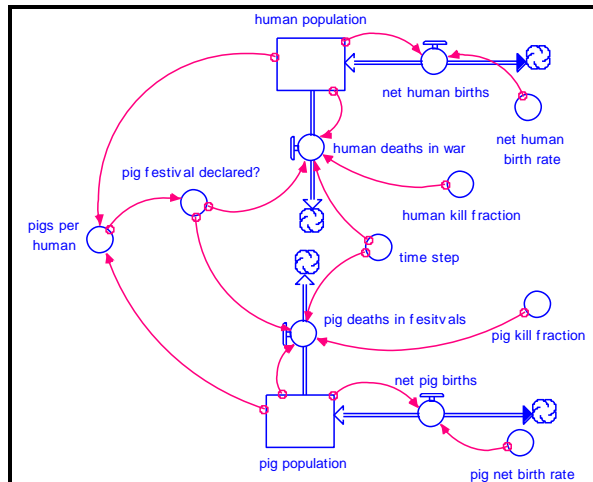 human population
net human births
net human
birth rate
human deaths in war
pig festival declared?
human kill fraction
pigs per
human
time step
pig deaths in fesitvals
pig kill fraction
net pig births
pig population
pig net birth rate